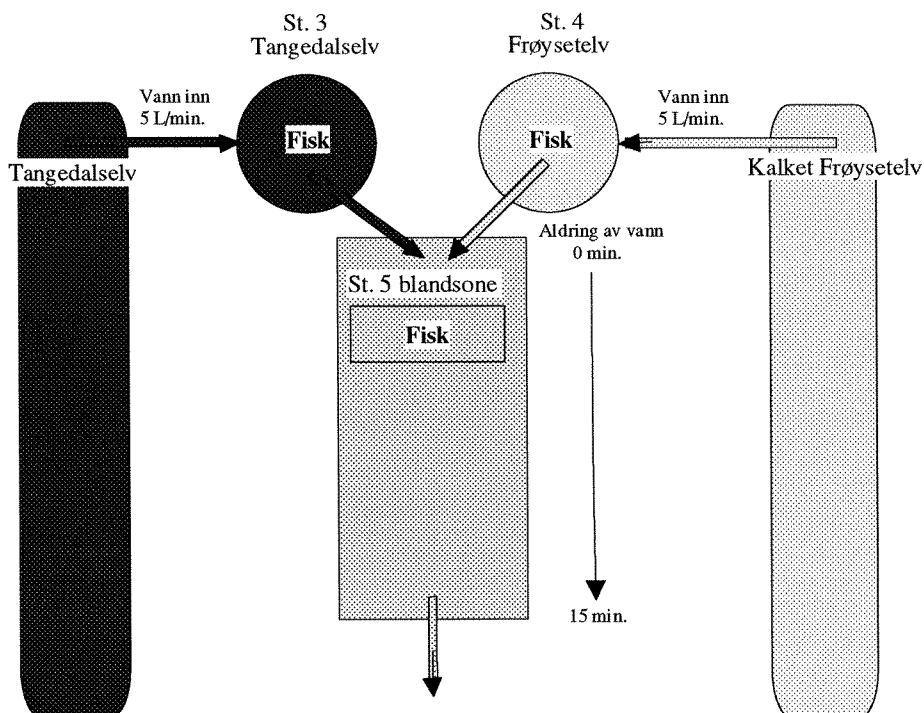 St. 3
Tangedalselv
St. 4
Frøysetelv
Vann inn
5 L/min.
Vann inn
5 L/min.
Fisk
Fisk
Tangedalselv
Kalket Frøysetelv
Aldring av vann
0 min.
St. 5 blandsone
Fisk
15 min.